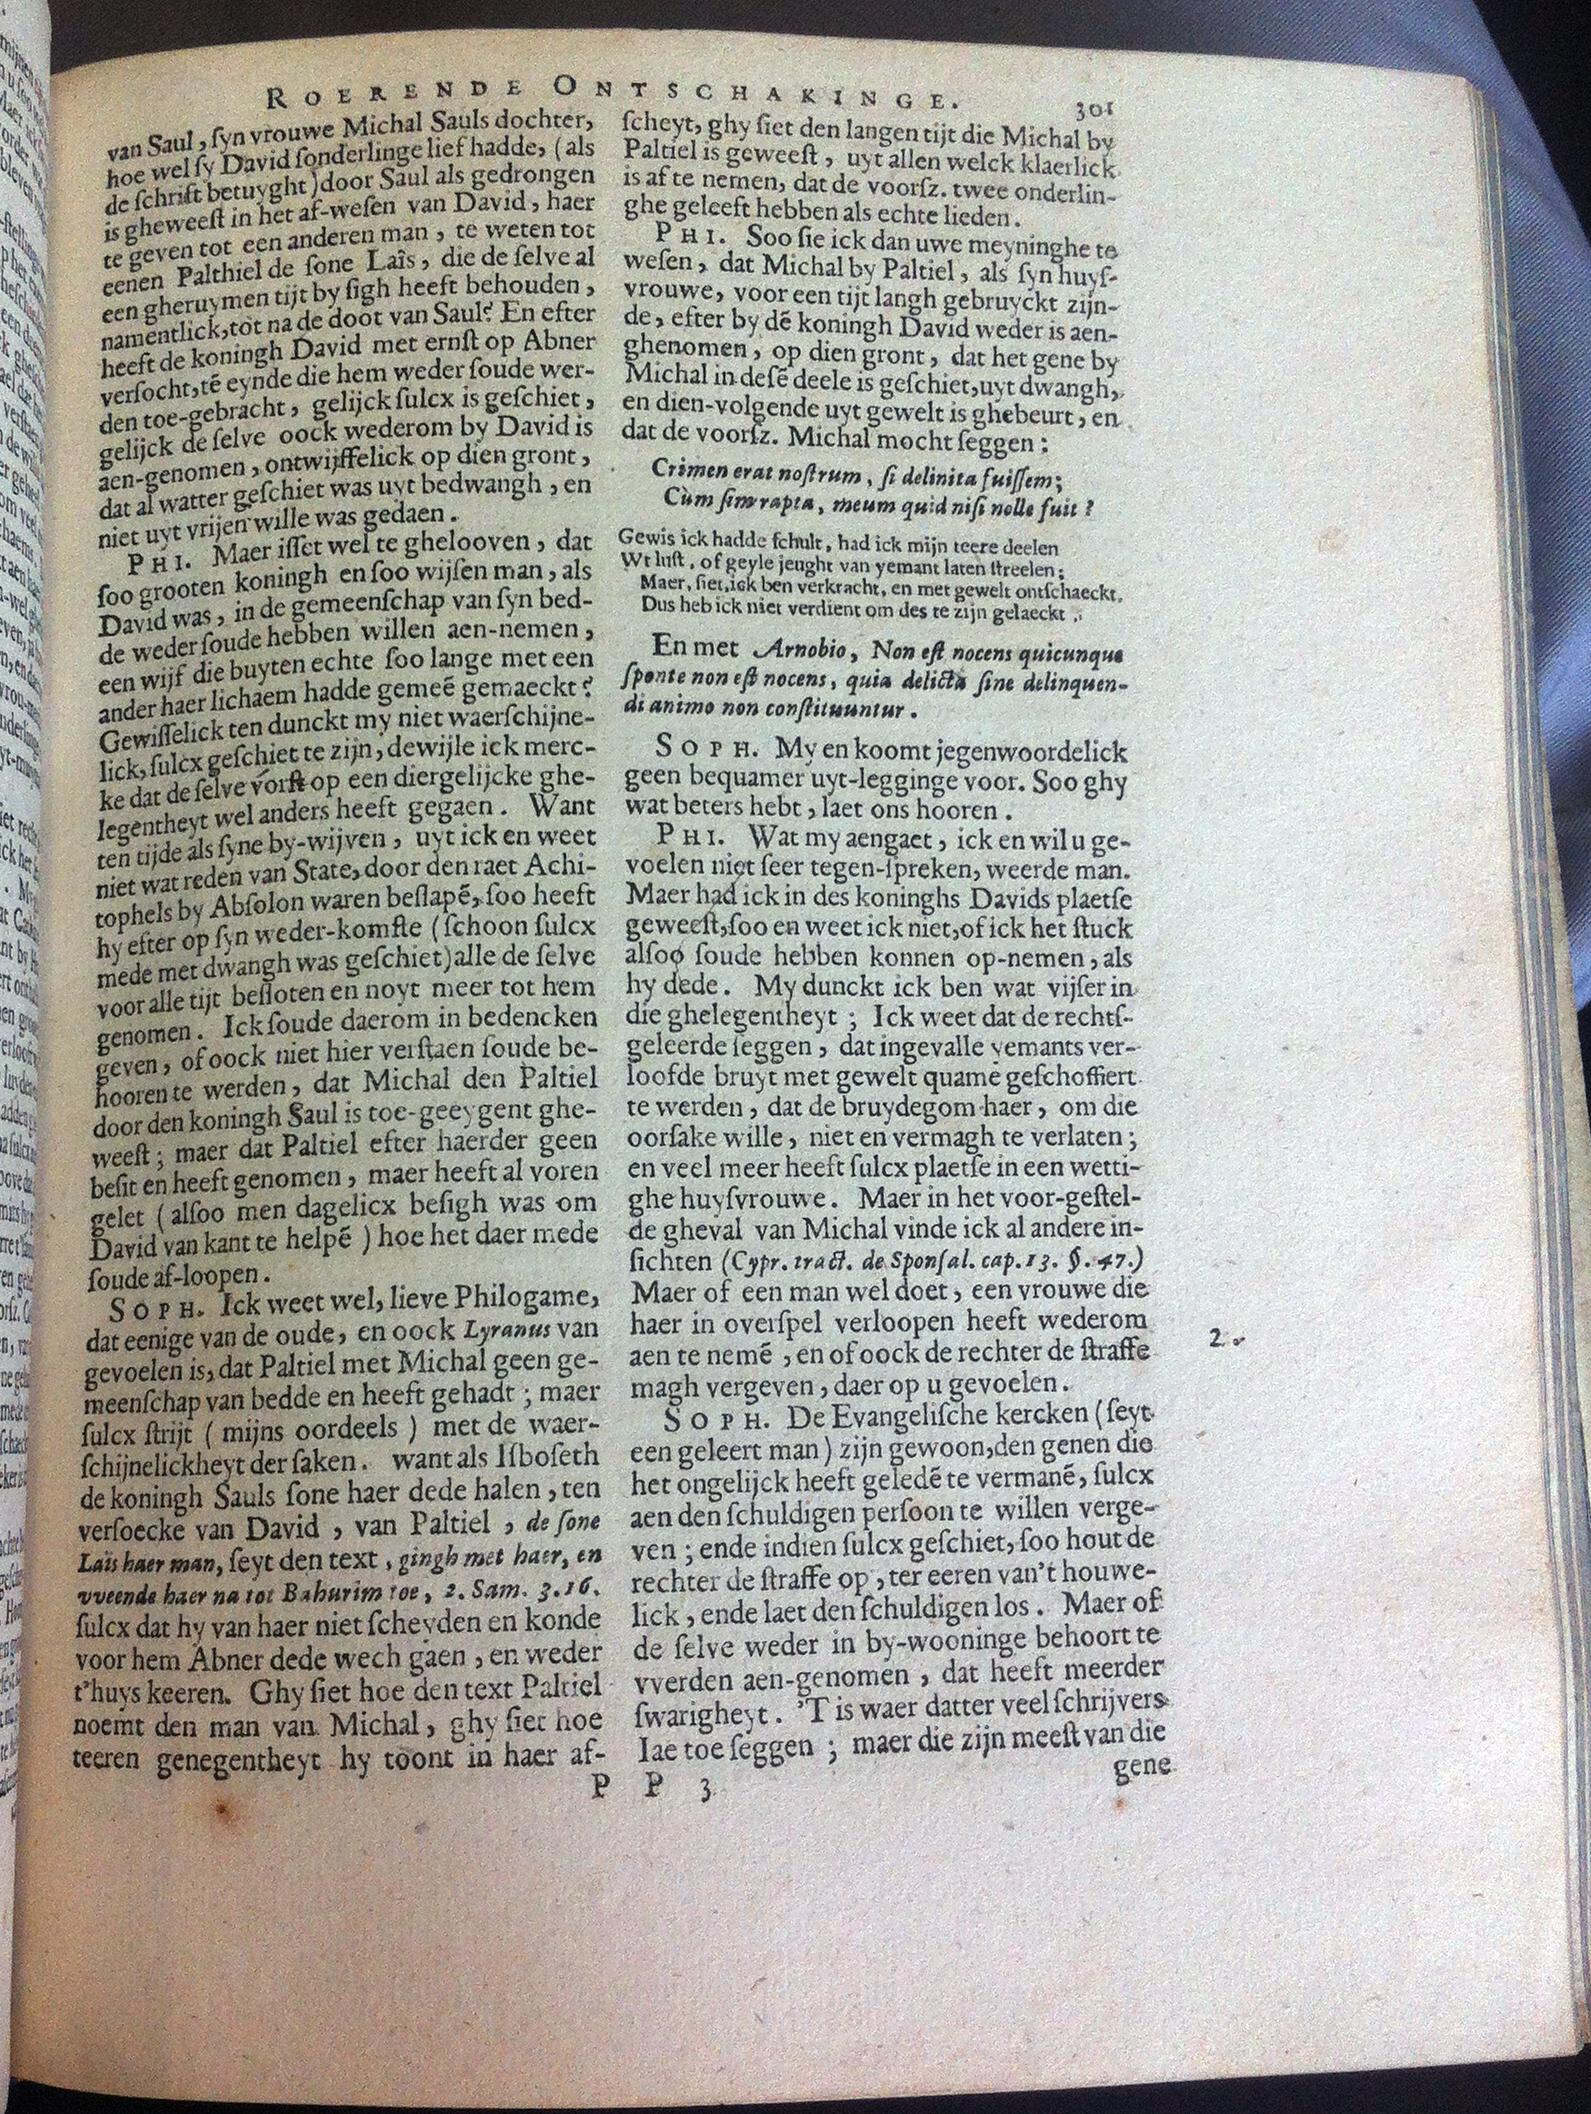 ROERENDE ONTSCHAKINGE. 301
van Saul, ſyn vrouwe Michal Sauls dochter,
hoe wel ſy David ſonderlinge lief hadde, (als
de ſchrift betuyght) door Saul als gedrongen
is gheweeſt in het af-weſen van David, haer
te geven tot een anderen man, te weten tot
eenen Palthiel de ſone Laïs, die de ſelve al
een gheruymen tijt by ſigh heeft behouden,
namentlick, tot na de doot van Saul? En efter
heeft de koningh David met ernſt op Abner
verſocht, tẽ eynde die hem weder ſoude wer-
den toe-gebracht, gelijck ſulcx is geſchiet,
gelijck de ſelve oock wederom by David is
aen-genomen, ontwijffelick op dien gront,
dat al watter geſchiet was uyt bedwangh, en
niet uyt vrijen wille was gedaen.
PHI. Maer iſſet wel te ghelooven, dat
ſoo grooten koningh en ſoo wijſen man, als
David was, in de gemeenſchap van ſyn bed-
de weder ſoude hebben willen aen-nemen,
een wijf die buyten echte ſoo lange met een
ander haer lichaem hadde gemeẽ gemaeckt?
Gewiſſelick ten dunckt my niet waerſchijne-
lick, ſulcx geſchiet te zijn, dewijle ick merc-
ke dat de ſelve vorſt op een diergelijcke ghe-
legentheyt wel anders heeft gegaen. Want
ten tijde als ſyne by-wijven, uyt ick en weet
niet wat reden van State, door den raet Achi-
tophels by Abſolon waren beſlapẽ, ſoo heeft
hy efter op ſyn weder-komſte (ſchoon ſulcx
mede met dwangh was geſchiet) alle de ſelve
voor alle tijt beſloten en noyt meer tot hem
genomen. Ick ſoude daerom in bedencken
geven, of oock niet hier verſtaen ſoude be-
hooren te werden, dat Michal den Paltiel
door den koningh Saul is toe-geeygent ghe-
weeſt; maer dat Paltiel efter haerder geen
beſit en heeft genomen, maer heeft al voren
gelet (alſoo men dagelicx beſigh was om
David van kant te helpẽ) hoe het daer mede
ſoude af-loopen.
SOPH. Ick weet wel, lieve Philogame,
dat eenige van de oude, en oock Lyranus van
gevoelen is, dat Paltiel met Michal geen ge-
meenſchap van bedde en heeft gehadt; maer
ſulcx ſtrijt (mijns oordeels) met de waer-
ſchijnelickheyt der ſaken. want als Iſboſeth
de koningh Sauls ſone haer dede halen, ten
verſoecke van David, van Paltiel, de ſone
Laïs haer man, ſeyt den text, gingh met haer, en
vveende haer na tot Bahurim toe, 2. Sam. 3.16.
ſulcx dat hy van haer niet ſcheyden en konde
voor hem Abner dede wech gaen, en weder
t'huys keeren. Ghy ſiet hoe den text Paltiel
noemt den man van Michal, ghy ſiet hoe
teeren genegentheyt hy toont in haer af-
ſcheyt, ghy ſiet den langen tijt die Michal by
Paltiel is geweeſt, uyt allen welck klaerlick
is af te nemen, dat de voorſz. twee onderlin-
ghe geleeft hebben als echte lieden.
PHI. Soo ſie ick dan uwe meyninghe te
weſen, dat Michal by Paltiel, als ſyn huyſ-
vrouwe, voor een tijt langh gebruyckt zijn-
de, efter by dẽ koningh David weder is aen-
ghenomen, op dien gront, dat het gene by
Michal in deſẽ deele is geſchiet, uyt dwangh,
en dien-volgende uyt gewelt is ghebeurt, en
dat de voorſz. Michal mocht ſeggen:
Crimen erat noſtrum, ſi delinita fuiſſem;
Cùm ſim rapta, meum quid niſi nolle fuit?
Gewis ick hadde ſchult, had ick mijn teere deelen
Wt luſt, of geyle jeught van yemant laten ſtreelen;
Maer, ſiet, ick ben verkracht, en met gewelt ontſchaeckt,
Dus heb ick niet verdient om des te zijn gelaeckt.
En met Arnobio, Non eſt nocens quicunque
ſponte non eſt nocens, quia delicta ſine delinquen-
di animo non conſtituuntur.
SOPH. My en koomt jegenwoordelick
geen bequamer uyt-legginge voor. Soo ghy
wat beters hebt, laet ons hooren.
PHI. Wat my aengaet, ick en wil u ge-
voelen niet ſeer tegen-ſpreken, weerde man.
Maer had ick in des koninghs Davids plaetſe
geweeſt, ſoo en weet ick niet, of ick het ſtuck
alſoo ſoude hebben konnen op-nemen, als
hy dede. My dunckt ick ben wat vijſer in
die ghelegentheyt; Ick weet dat de rechtſ-
geleerde ſeggen, dat ingevalle yemants ver-
loofde bruyt met gewelt quame geſchoffiert
te werden, dat de bruydegom haer, om die
oorſake wille, niet en vermagh te verlaten;
en veel meer heeft ſulcx plaetſe in een wetti-
ghe huyſvrouwe. Maer in het voor-geſtel-
de gheval van Michal vinde ick al andere in-
ſichten (Cypr. tract. de Sponſal. cap. 13. §. 47.)
Maer of een man wel doet, een vrouwe die
haer in overſpel verloopen heeft wederom
aen te nemẽ, en of oock de rechter de ſtraffe 2.
magh vergeven, daer op u gevoelen.
SOPH. De Evangeliſche kercken (ſeyt
een geleert man) zijn gewoon, den genen die
het ongelijck heeft geledẽ te vermanẽ, ſulcx
aen den ſchuldigen perſoon te willen verge-
ven; ende indien ſulcx geſchiet, ſoo hout de
rechter de ſtraffe op, ter eeren van't houwe-
lick, ende laet den ſchuldigen los. Maer of
de ſelve weder in by-wooninge behoort te
vverden aen-genomen, dat heeft meerder
ſwarigheyt. 'T is waer datter veel ſchrijvers
Iae toe ſeggen; maer die zijn meeſt van die
P P 3 gene